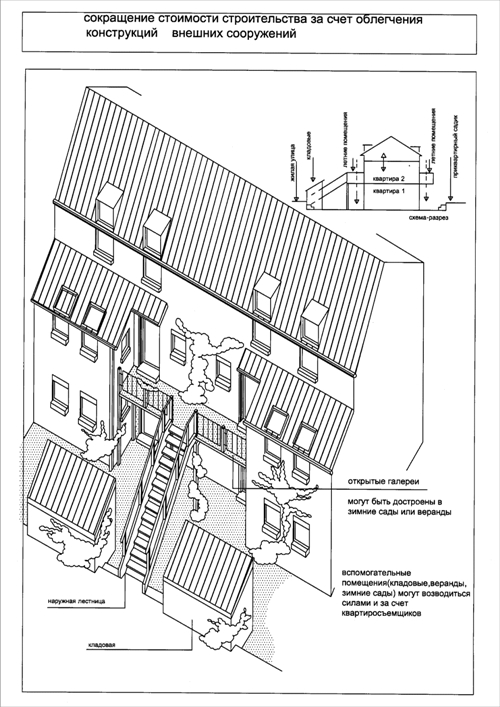 сокращение стоимости строительства за счет облегчения
конструкций внешних сооружений
жилая улица
кладовые
летние помещения
летние помещения
приквартирный садик
квартира 2
квартира 1
схема-разрез
открытые галереи
могут быть достроены в
зимние сады или веранды
вспомогательные
помещения(кладовые,веранды,
зимние сады) могут возводиться
силами и за счет
квартиросъемщиков
наружная лестница
кладовая